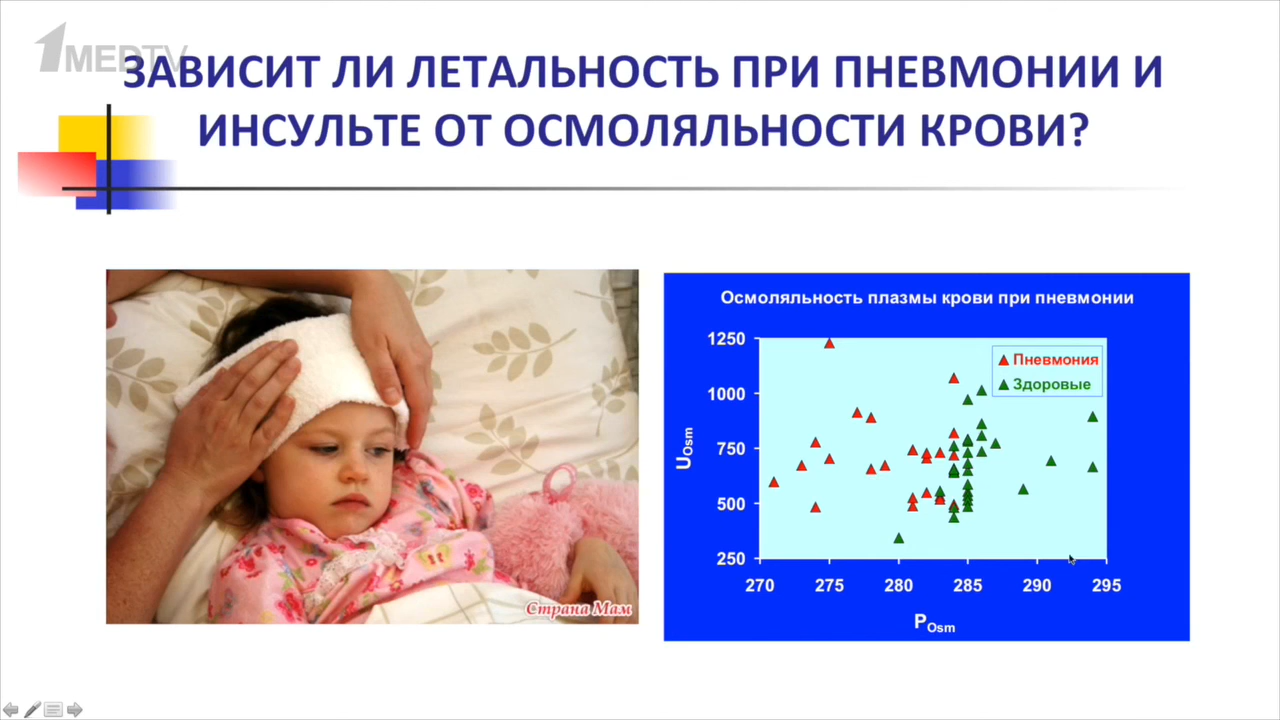 1MEDTV
ЗАВИСИТ ЛИ ЛЕТАЛЬНОСТЬ ПРИ ПНЕВМОНИИ И
ИНСУЛЬТЕ ОТ ОСМОЛЯЛЬНОСТИ КРОВИ?
Страна Мам
Осмоляльность плазмы крови при пневмонии
1250
1000
750
500
250
UOsm
Пневмония
Здоровые
270 275 280 285 290 295
POsm